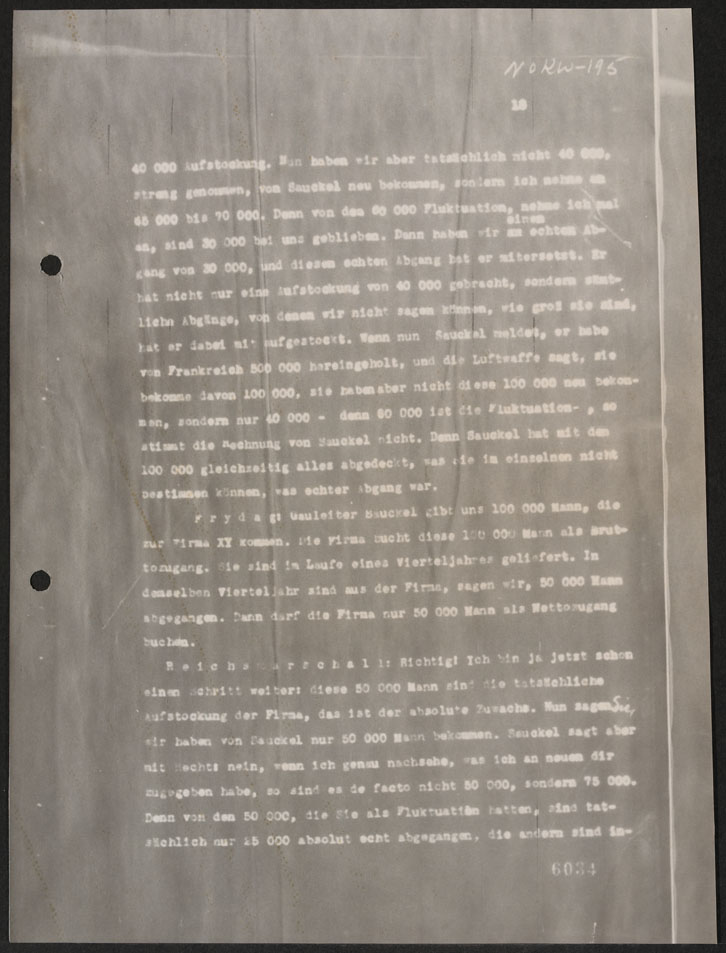 NOKW-195
18
40 000 Aufstockung. Nun haben wir aber tatsächlich nicht 40 000,
streng genommen, von Sauckel neu bekommen, sondern ich nehme an
65 000 bis 70 000. Denn von den 60 000 Fluktuation, nehme ich mal
einen
an, sind 30 000 bei uns geblieben. Dann haben wir an echten Ab-
gang von 30 000, und diesen echten Abgang hat er mitersetzt. Er
hat nicht nur eine Aufstockung von 40 000 gebracht, sondern sämt-
liche Abgänge, von denen wir nicht sagen können, wie groß sie sind,
hat er dabei mit aufgestockt. Wenn nun Sauckel meldet, er habe
von Frankreich 500 000 hereingeholt, und die Luftwaffe sagt, sie
bekomme davon 100 000, sie haben aber nicht diese 100 000 neu bekom-
men, sondern nur 40 000 - denn 60 000 ist die Fluktuation- , so
stimmt die Rechnung von Sauckel nicht. Denn Sauckel hat mit den
100 000 gleichzeitig alles abgedeckt, was sie im einzelnen nicht
bestimmen können, was echter Abgang war.
F r y d a g: Gauleiter Sauckel gibt uns 100 000 Mann, die
zur Firma XY kommen. Die Firma bucht diese 100 000 Mann als Brut-
tozugang. Sie sind im Laufe eines Vierteljahres geliefert. In
demselben Vierteljahr sind aus der Firma, sagen wir, 50 000 Mann
abgegangen. Dann darf die Firma nur 50 000 Mann als Nettozugang
buchen.
R e i c h s m a r s c h a l l: Richtig! Ich bin ja jetzt schon
einen Schritt weiter: diese 50 000 Mann sind die tatsächliche
Aufstockung der Firma, das ist der absolute Zuwachs. Nun sagen Sie,
wir haben von Sauckel nur 50 000 Mann bekommen. Sauckel sagt aber
mit Recht: nein, wenn ich genau nachsehe, was ich an neuen dir
zugegeben habe, so sind es de facto nicht 50 000, sondern 75 000.
Denn von den 50 000, die Sie als Fluktuation hatten, sind tat-
sächlich nur 25 000 absolut echt abgegangen, die andern sind in-
6034